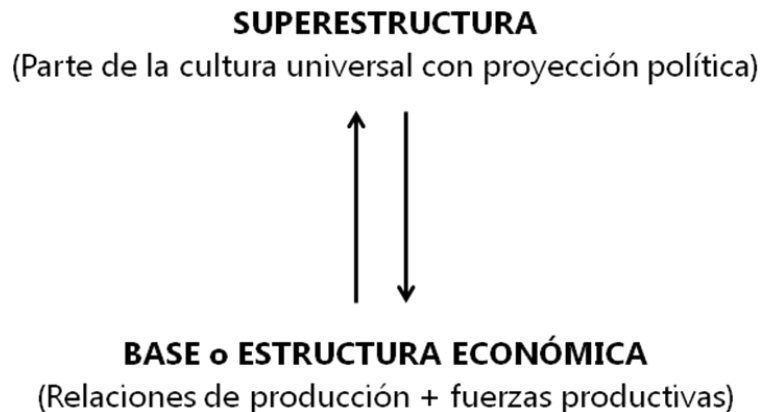 SUPERESTRUCTURA
(Parte de la cultura universal con proyección política)
BASE o ESTRUCTURA ECONÓMICA
(Relaciones de producción + fuerzas productivas)